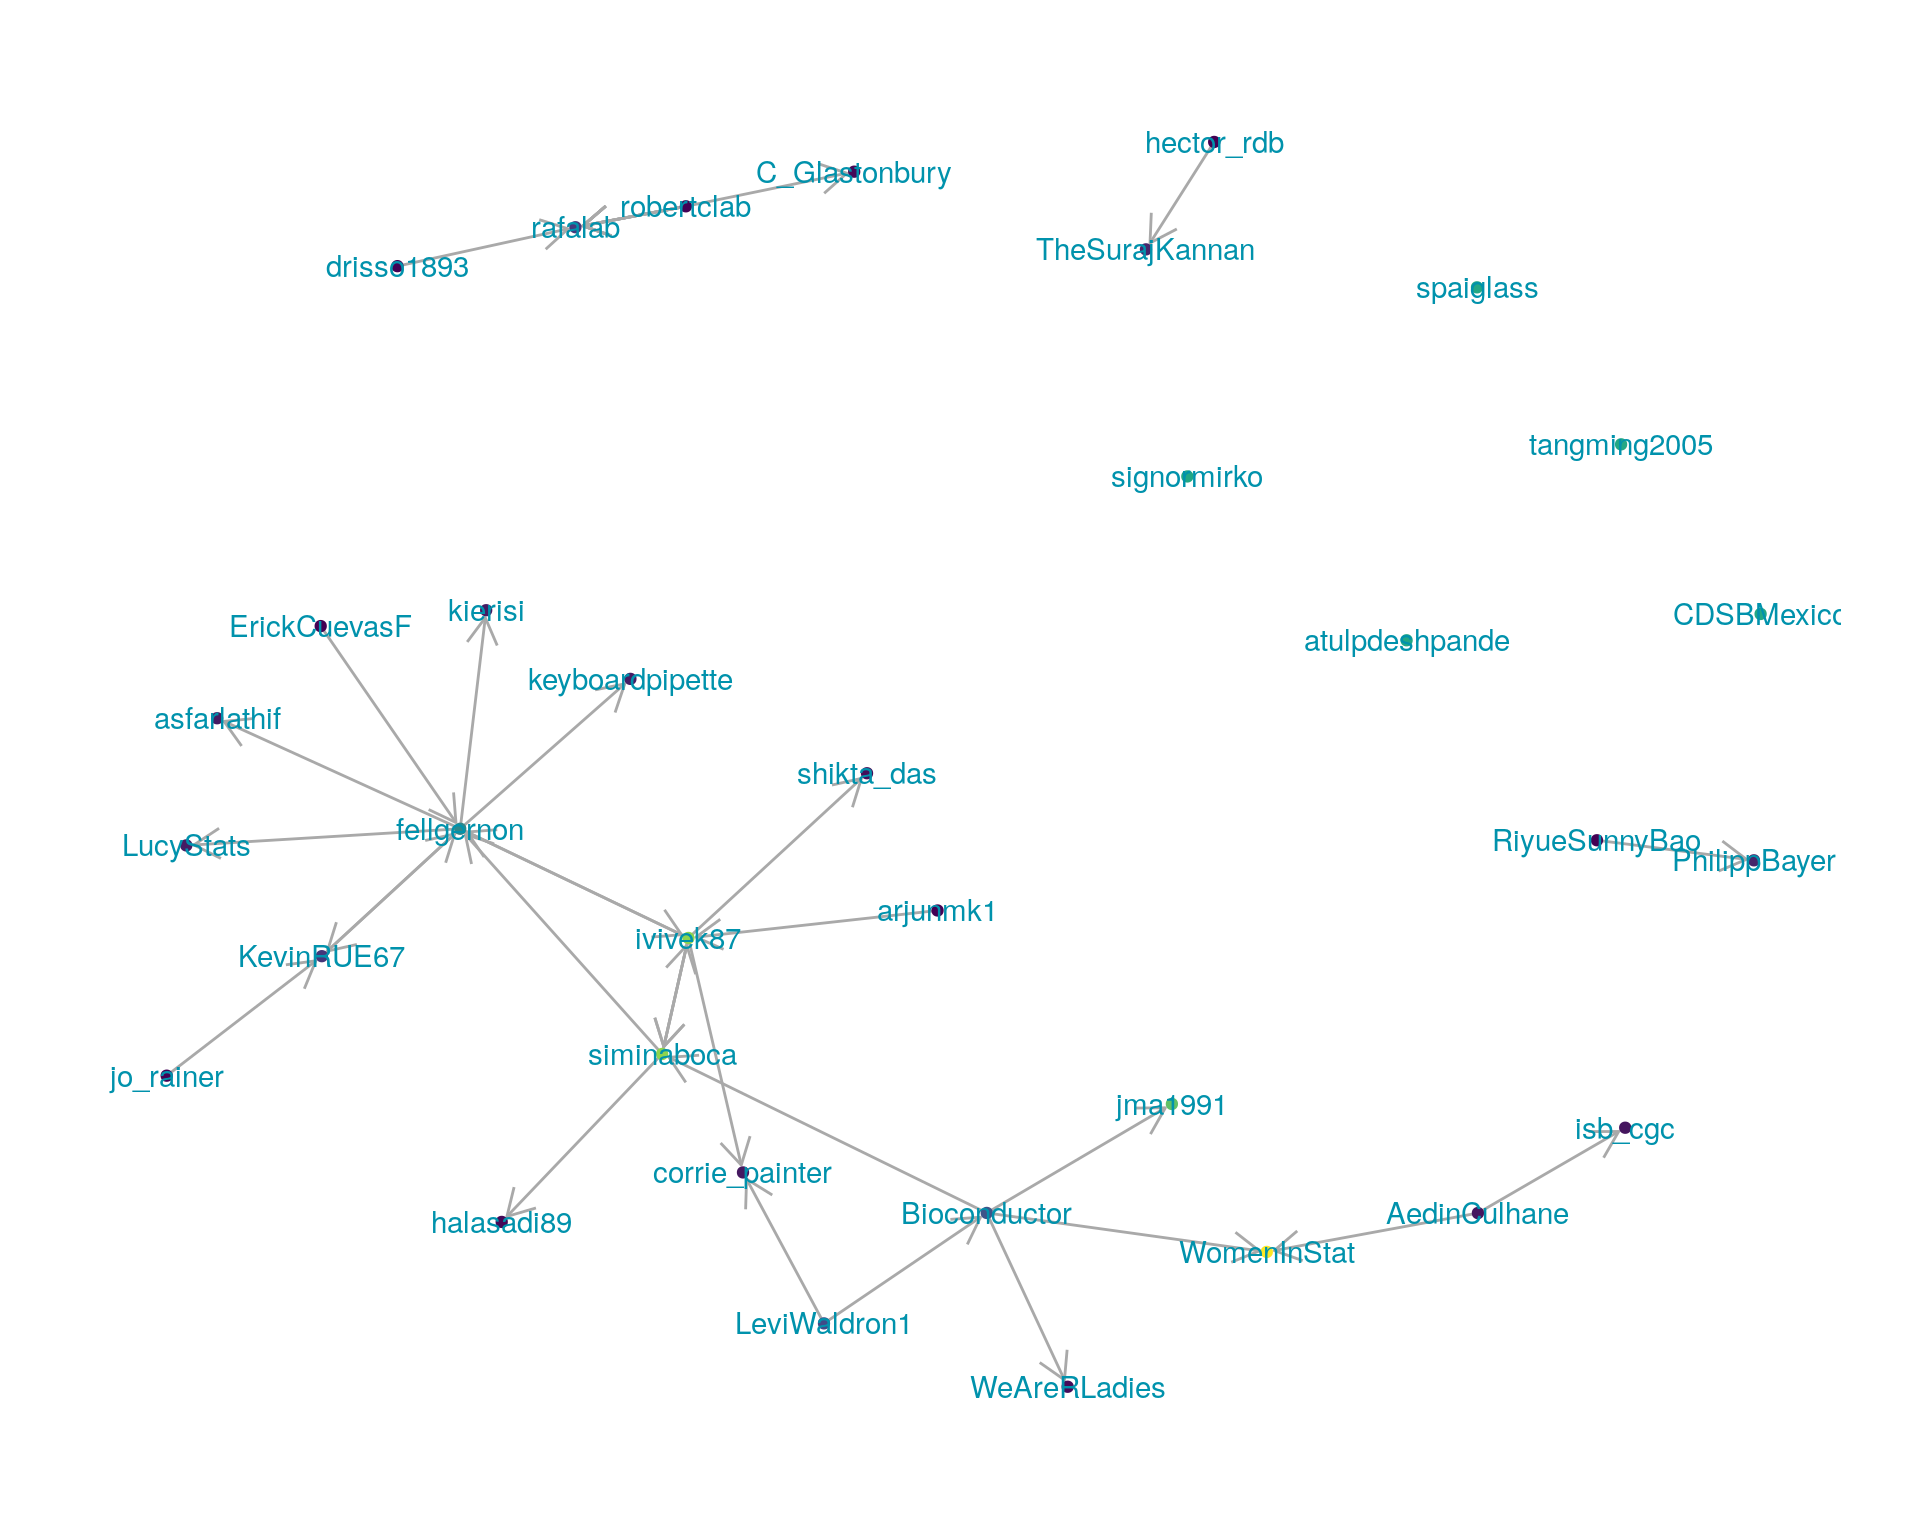 hector_rdb
C_Glastonbury
robertclab
rafalab
TheSurajKannan
drisso1893
spaiglass
tangming2005
signormirko
kierisi
CDSBMexico
ErickCuevasF
atulpdeshpande
keyboardpipette
asfarlathif
shikta_das
fellgernon
RiyueSunnyBao
LucyStats
PhilippBayer
arjunmk1
ivivek87
KevinRUE67
siminaboca
jo_rainer
jma1991
isb_cgc
corrie_painter
Bioconductor
AedinCulhane
halasadi89
WomenInStat
LeviWaldron1
WeAreRLadies